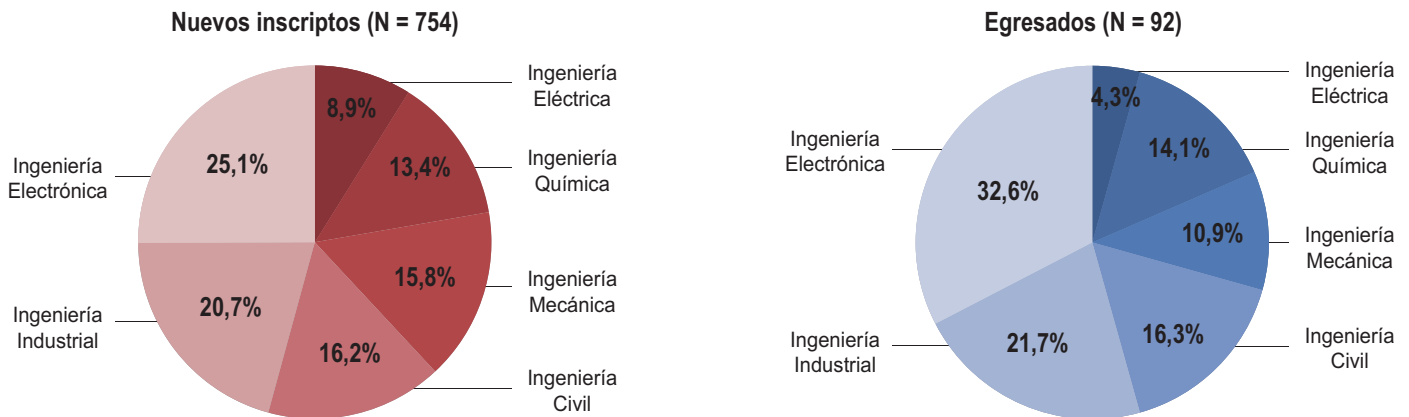 Nuevos inscriptos (N = 754)
Ingeniería
Eléctrica
8,9%
Ingeniería
Química
13,4%
Ingeniería
Mecánica
15,8%
Ingeniería
Civil
16,2%
Ingeniería
Industrial
20,7%
Ingeniería
Electrónica
25,1%
Egresados (N = 92)
Ingeniería
Eléctrica
4,3%
Ingeniería
Química
14,1%
Ingeniería
Mecánica
10,9%
Ingeniería
Civil
16,3%
Ingeniería
Industrial
21,7%
Ingeniería
Electrónica
32,6%